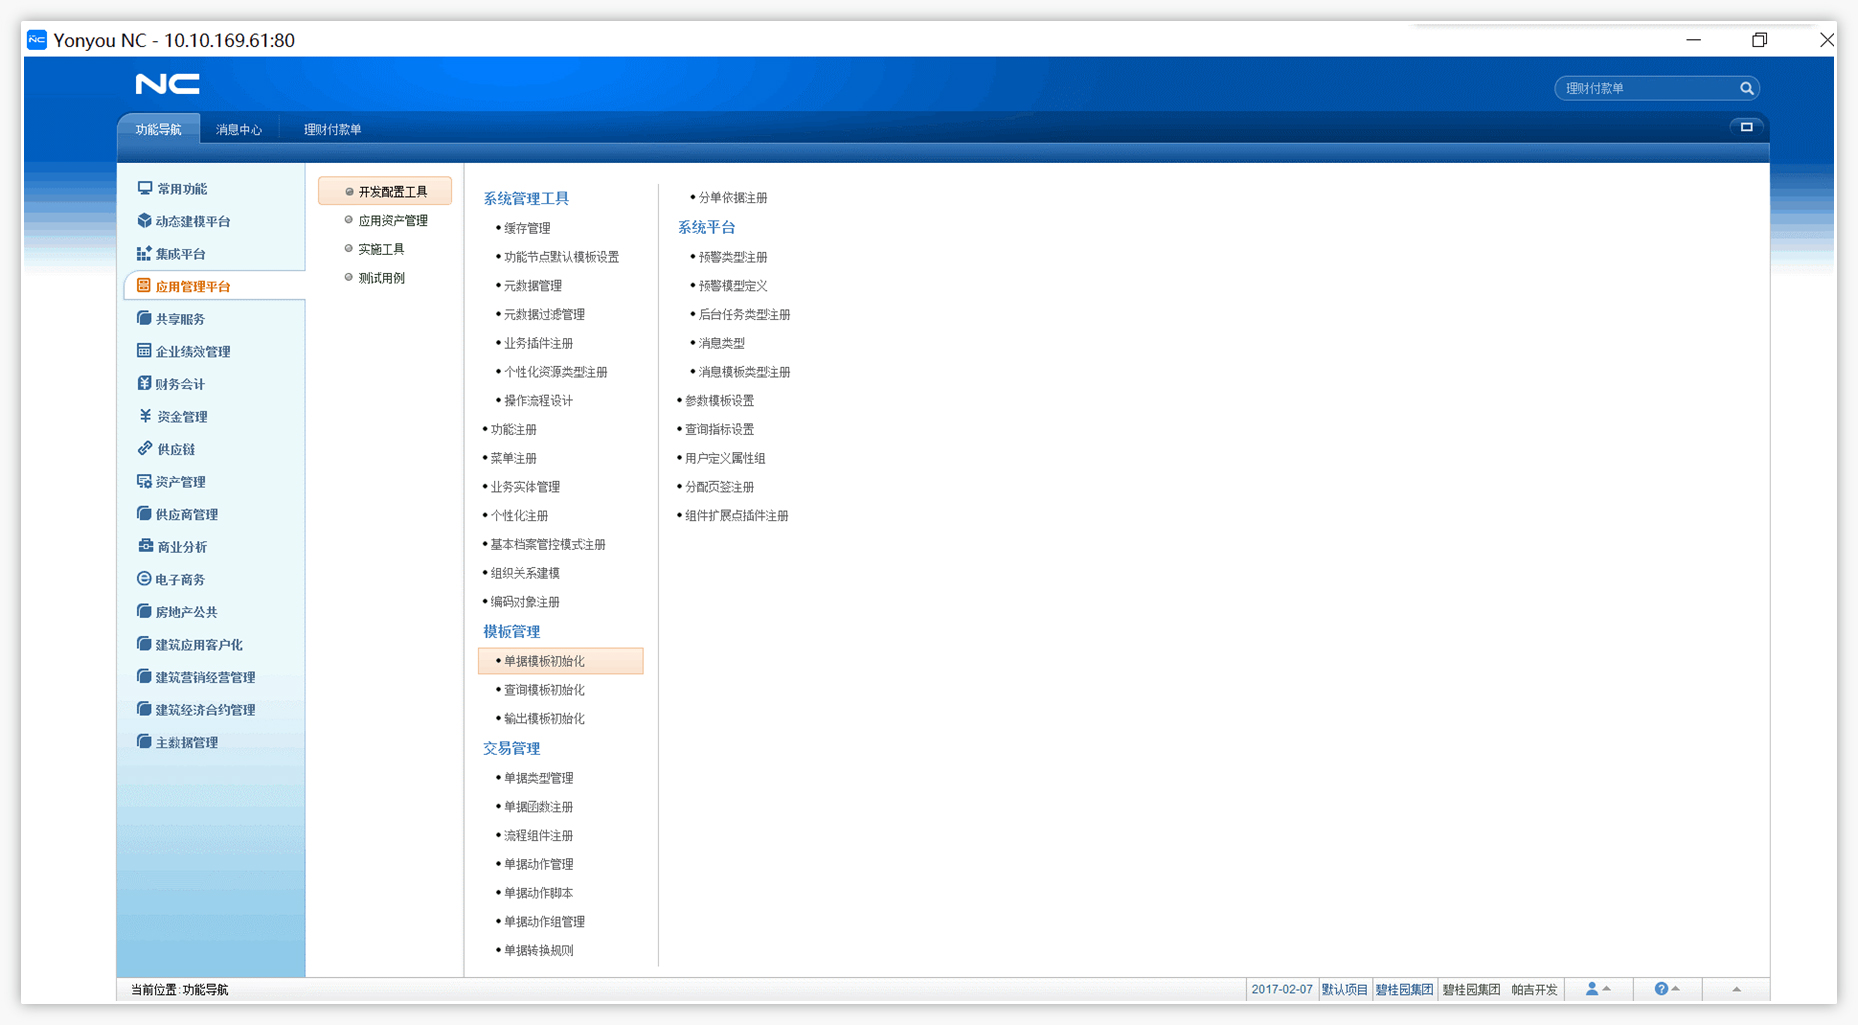 Yonyou NC - 10.10.169.61:80
NC
理财付款单
功能导航
消息中心
理财付款单
常用功能
动态建模平台
集成平台
应用管理平台
共享服务
企业绩效管理
财务会计
资金管理
供应链
资产管理
供应商管理
商业分析
电子商务
房地产公共
建筑应用客户化
建筑营销经营管理
建筑经济合约管理
主数据管理
开发配置工具
应用资产管理
实施工具
测试用例
系统管理工具
缓存管理
功能节点默认模板设置
元数据管理
元数据过滤管理
业务插件注册
个性化资源类型注册
操作流程设计
功能注册
菜单注册
业务实体管理
个性化注册
基本档案管控模式注册
组织关系建模
编码对象注册
模板管理
单据模板初始化
查询模板初始化
输出模板初始化
交易管理
单据类型管理
单据函数注册
流程组件注册
单据动作管理
单据动作脚本
单据动作组管理
单据转换规则
分单依据注册
系统平台
预警类型注册
预警模型定义
后台任务类型注册
消息类型
消息模板类型注册
参数模板设置
查询指标设置
用户定义属性组
分配页签注册
组件扩展点插件注册
当前位置:功能导航
2017-02-07 默认项目 碧桂园集团 碧桂园集团 帕吉开发